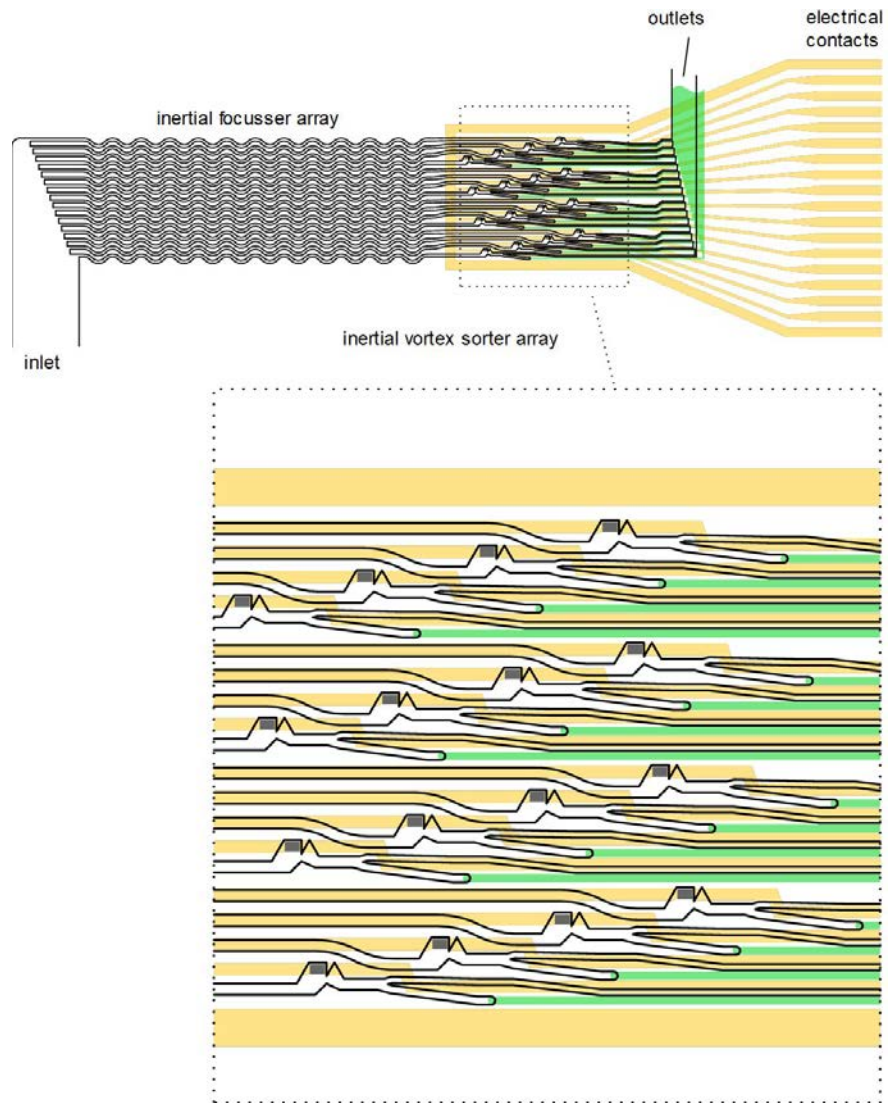 outlets
electrical
contacts
inertial focusser array
inertial vortex sorter array
inlet